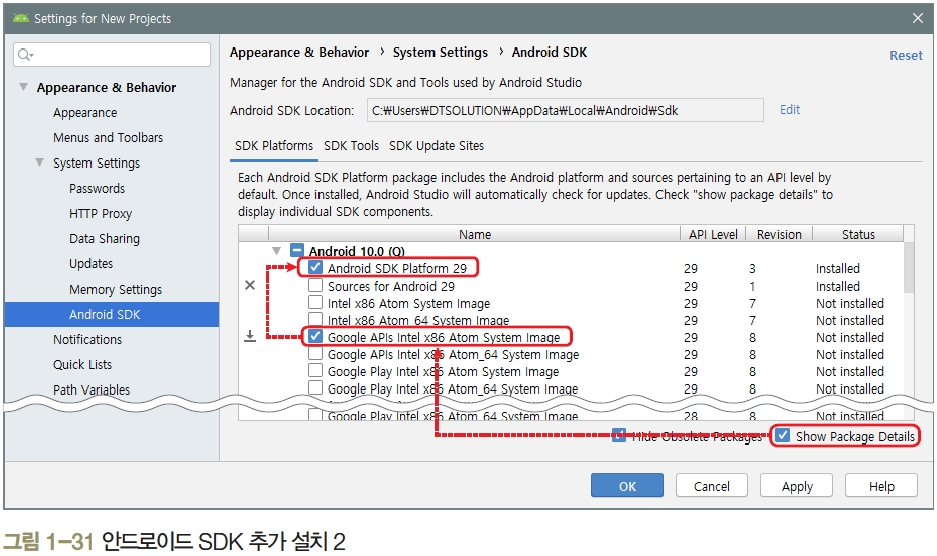 Settings for New Projects
Appearance & Behavior
Appearance
Menus and Toolbars
System Settings
Passwords
HTTP Proxy
Data Sharing
Updates
Memory Settings
Android SDK
Notifications
Quick Lists
Path Variables
Appearance & Behavior › System Settings › Android SDK
Reset
Manager for the Android SDK and Tools used by Android Studio
Android SDK Location: C:₩Users₩DTSOLUTION₩AppData₩Local₩Android₩Sdk Edit
SDK Platforms SDK Tools SDK Update Sites
Each Android SDK Platform package includes the Android platform and sources pertaining to an API level by
default. Once installed, Android Studio will automatically check for updates. Check "show package details" to
display individual SDK components.
Name API Level Revision Status
Android 10.0 (Q)
Android SDK Platform 29 29 3 Installed
Sources for Android 29 29 1 Installed
Intel x86 Atom System Image 29 7 Not installed
Intel x86 Atom_64 System Image 29 7 Not installed
Google APIs Intel x86 Atom System Image 29 8 Not installed
Google APIs Intel x86 Atom_64 System Image 29 8 Not installed
Google Play Intel x86 Atom System Image 29 8 Not installed
Google Play Intel x86 Atom_64 System Image 29 8 Not installed
Google Play Intel x86 Atom_64 System Image 28 8 Not installed
Hide Obsolete Packages Show Package Details
OK Cancel Apply Help
그림 1-31 안드로이드 SDK 추가 설치 2